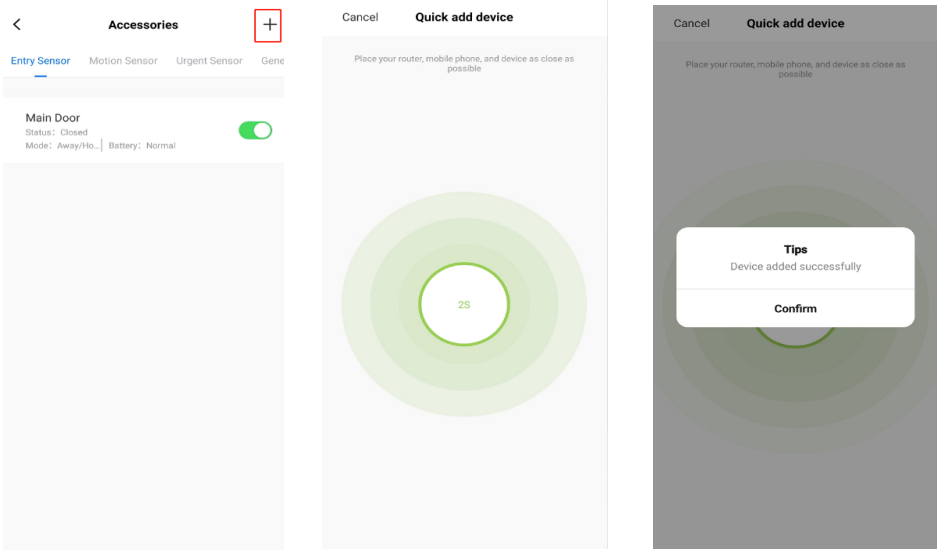 Accessories
Entry Sensor Motion Sensor Urgent Sensor Gene
Main Door
Status: Closed
Mode: Away/Ho... Battery: Normal
Cancel Quick add device
Place your router, mobile phone, and device as close as
possible
2S
Cancel Quick add device
Place your router, mobile phone, and device as close as
possible
Tips
Device added successfully
Confirm